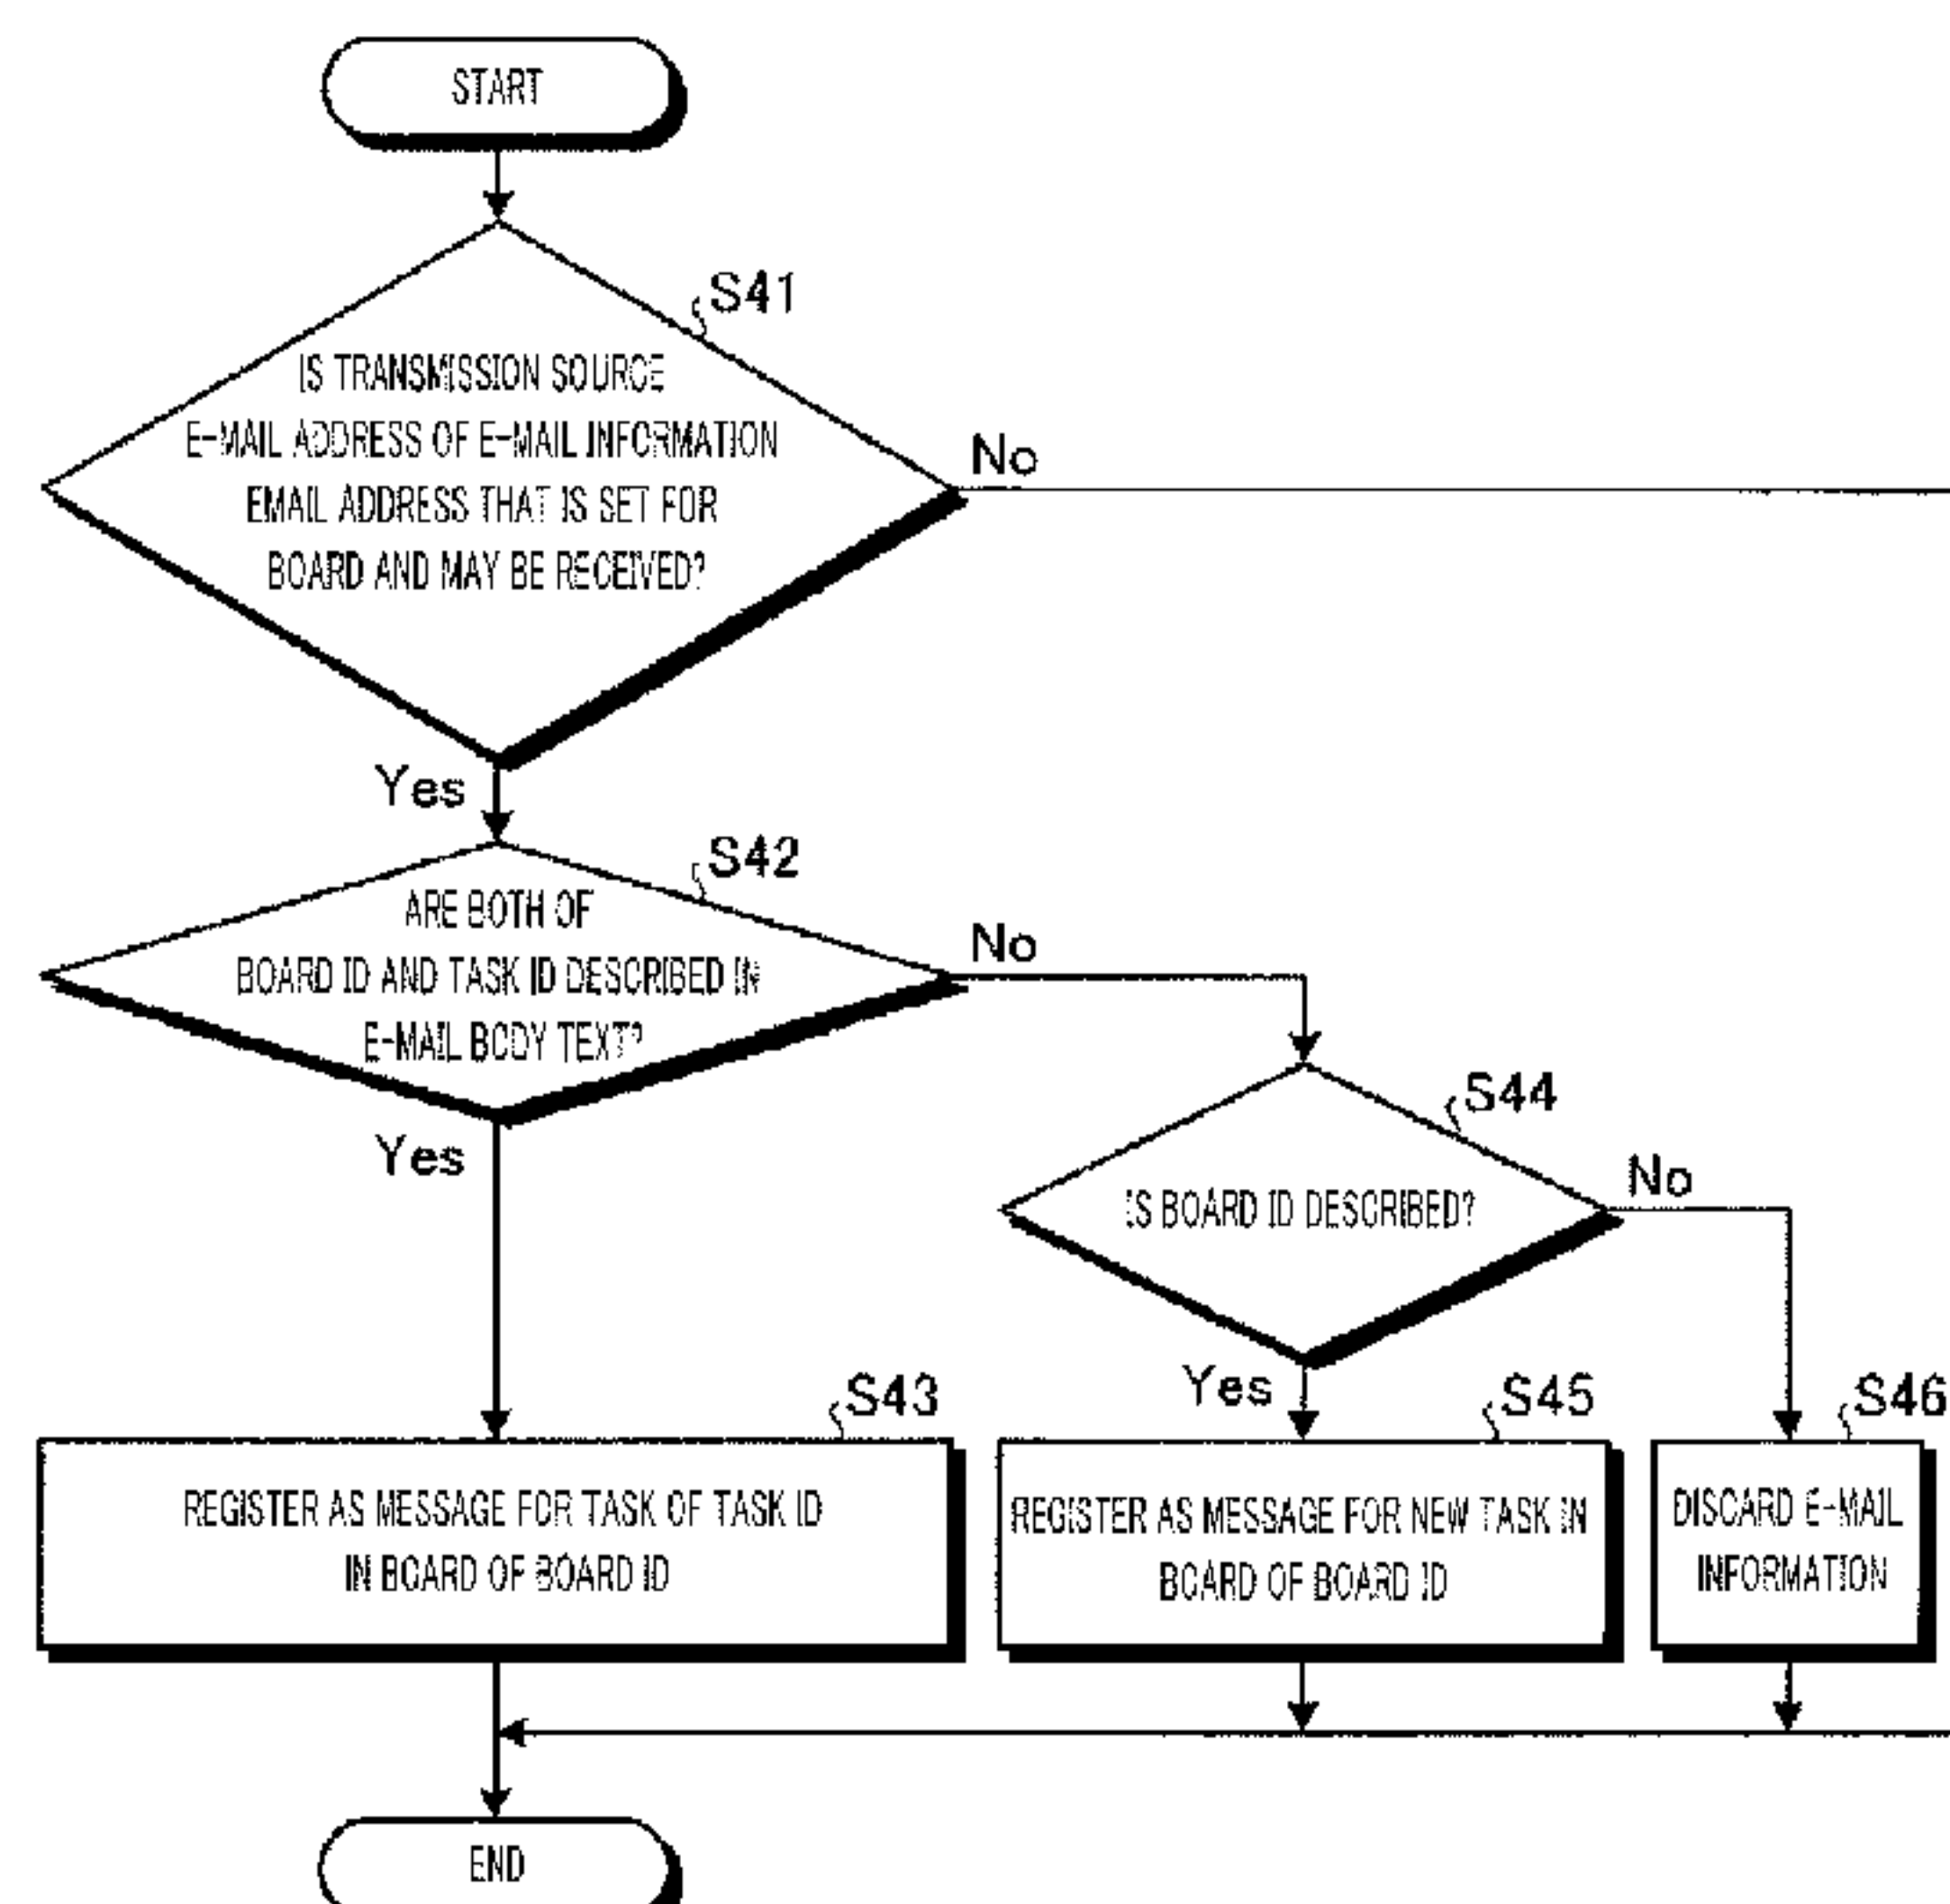 START
S41
IS TRANSMISSION SOURCE
E-MAIL ADDRESS OF E-MAIL INFORMATION
EMAIL ADDRESS THAT IS SET FOR
BOARD AND MAY BE RECEIVED?
No
Yes
S42
ARE BOTH OF
BOARD ID AND TASK ID DESCRIBED IN
E-MAIL BODY TEXT?
No
Yes
S44
IS BOARD ID DESCRIBED?
No
Yes
S43
REGISTER AS MESSAGE FOR TASK OF TASK ID
IN BOARD OF BOARD ID
S45
REGISTER AS MESSAGE FOR NEW TASK IN
BOARD OF BOARD ID
S46
DISCARD E-MAIL
INFORMATION
END